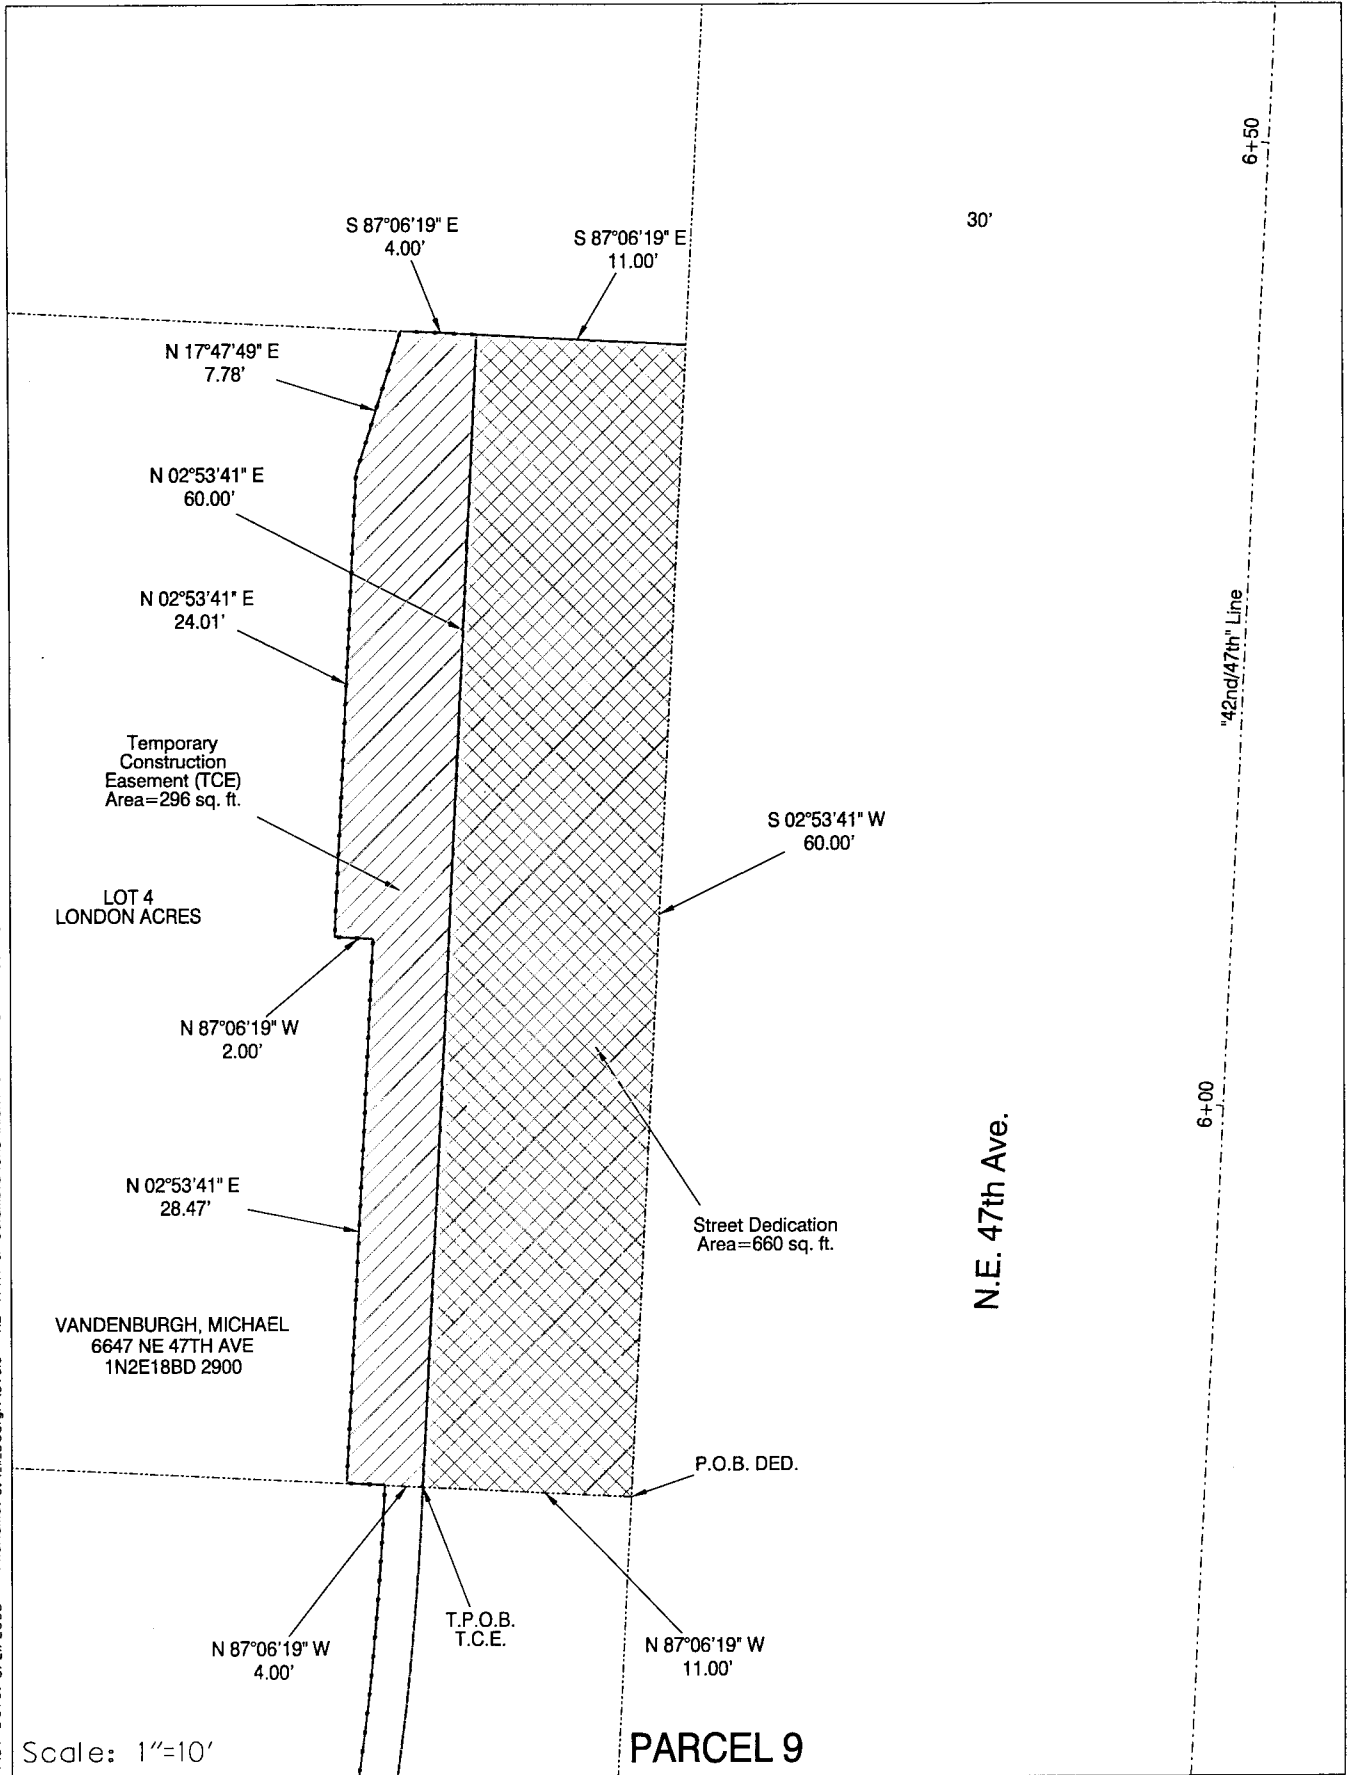 6+50
30'
S 87°06'19" E
4.00'
S 87°06'19" E
11.00'
N 17°47'49" E
7.78'
N 02°53'41" E
60.00'
N 02°53'41" E
24.01'
"42nd/47th" Line
Temporary
Construction
Easement (TCE)
Area=296 sq. ft.
S 02°53'41" W
60.00'
LOT 4
LONDON ACRES
N 87°06'19" W
2.00'
6+00
N.E. 47th Ave.
N 02°53'41" E
28.47'
Street Dedication
Area=660 sq. ft.
VANDENBURGH, MICHAEL
6647 NE 47TH AVE
1N2E18BD 2900
P.O.B. DED.
T.P.O.B.
T.C.E.
N 87°06'19" W
4.00'
N 87°06'19" W
11.00'
Scale: 1"=10'
PARCEL 9